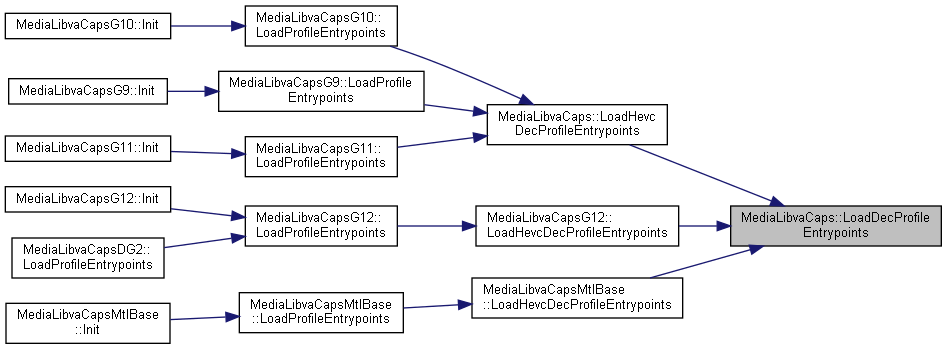 MediaLibvaCapsG10::Init
MediaLibvaCapsG10::
LoadProfileEntrypoints
MediaLibvaCapsG9::Init
MediaLibvaCapsG9::LoadProfile
Entrypoints
MediaLibvaCaps::LoadHevc
DecProfileEntrypoints
MediaLibvaCapsG11::Init
MediaLibvaCapsG11::
LoadProfileEntrypoints
MediaLibvaCapsG12::Init
MediaLibvaCapsG12::
LoadProfileEntrypoints
MediaLibvaCapsG12::
LoadHevcDecProfileEntrypoints
MediaLibvaCaps::LoadDecProfile
Entrypoints
MediaLibvaCapsDG2::
LoadProfileEntrypoints
MediaLibvaCapsMtlBase
::LoadHevcDecProfileEntrypoints
MediaLibvaCapsMtlBase
::LoadProfileEntrypoints
MediaLibvaCapsMtlBase
::Init